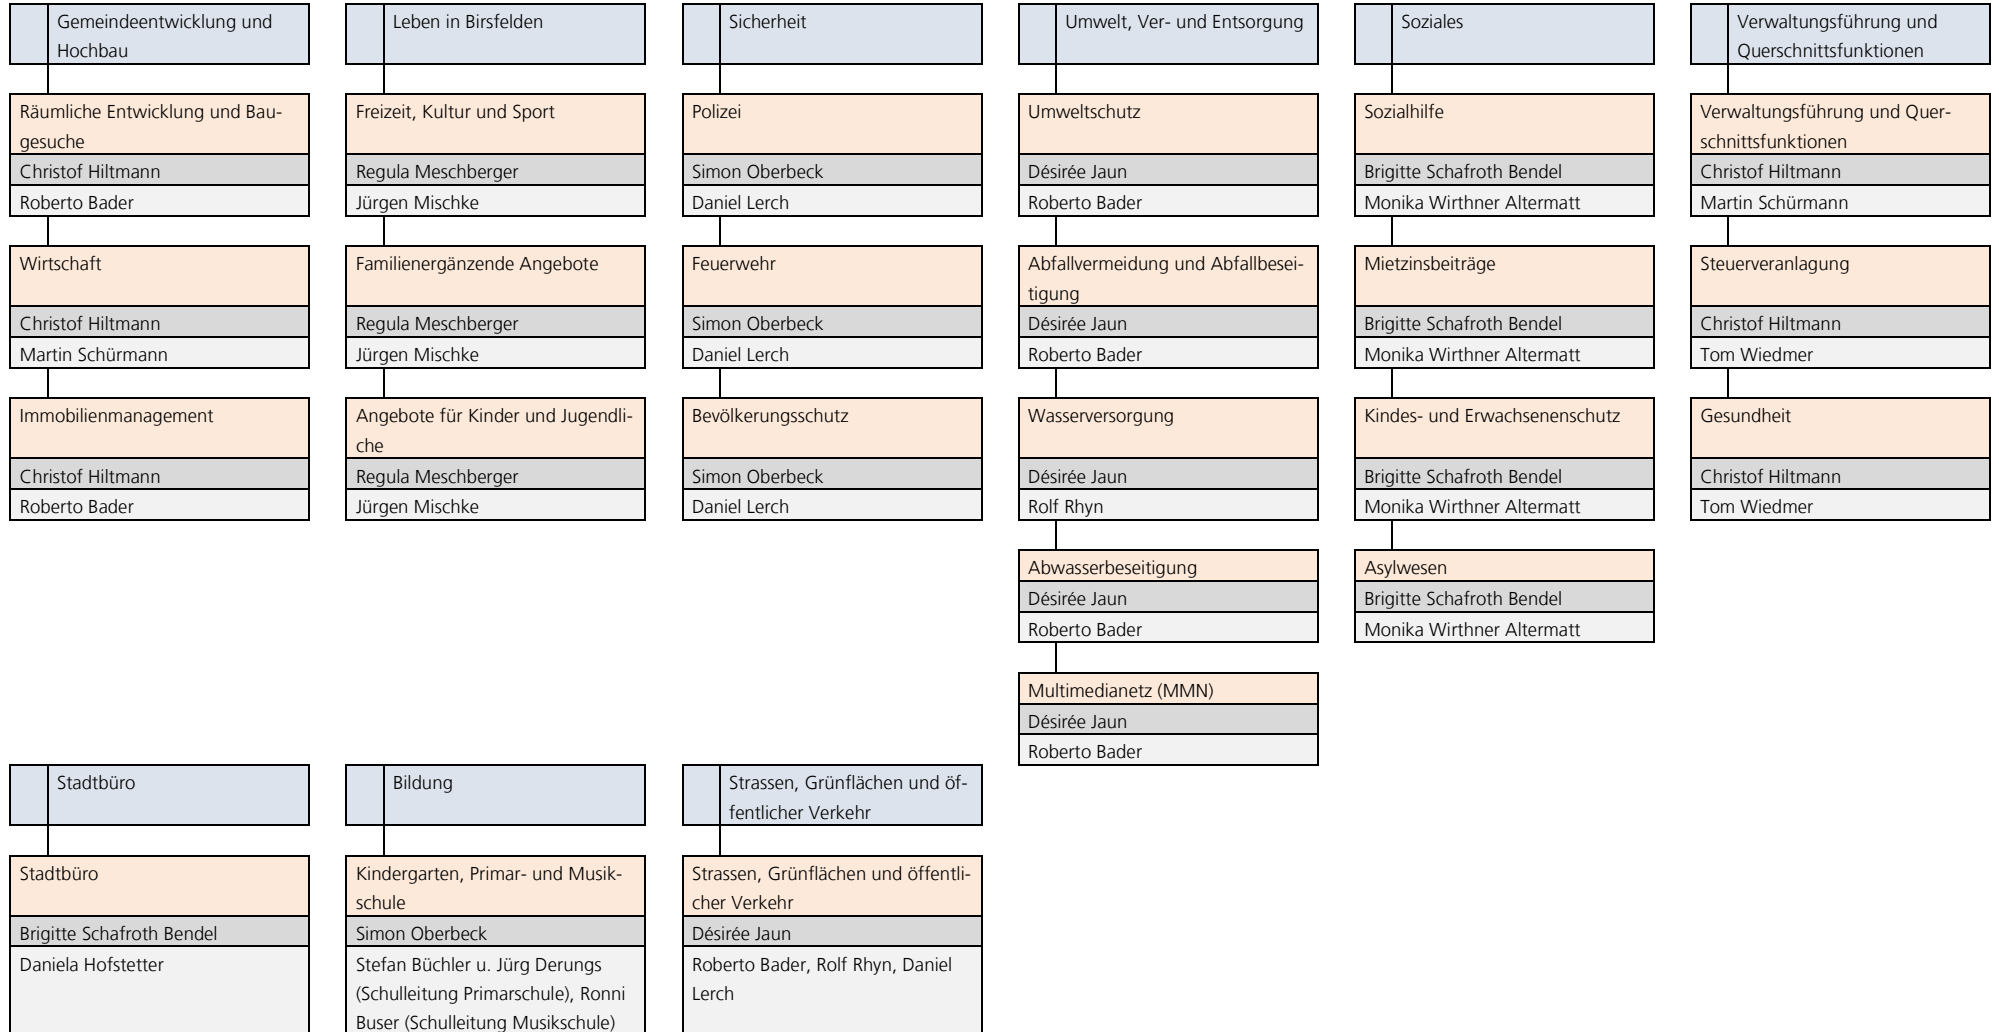 Gemeindeentwicklung und
Hochbau
Räumliche Entwicklung und Bau-
gesuche
Christof Hiltmann
Roberto Bader
Wirtschaft
Christof Hiltmann
Martin Schürmann
Immobilienmanagement
Christof Hiltmann
Roberto Bader
Leben in Birsfelden
Freizeit, Kultur und Sport
Regula Meschberger
Jürgen Mischke
Familienergänzende Angebote
Regula Meschberger
Jürgen Mischke
Angebote für Kinder und Jugendli-
che
Regula Meschberger
Jürgen Mischke
Sicherheit
Polizei
Simon Oberbeck
Daniel Lerch
Feuerwehr
Simon Oberbeck
Daniel Lerch
Bevölkerungsschutz
Simon Oberbeck
Daniel Lerch
Umwelt, Ver- und Entsorgung
Umweltschutz
Désirée Jaun
Roberto Bader
Abfallvermeidung und Abfallbesei-
tigung
Désirée Jaun
Roberto Bader
Wasserversorgung
Désirée Jaun
Rolf Rhyn
Abwasserbeseitigung
Désirée Jaun
Roberto Bader
Multimedianetz (MMN)
Désirée Jaun
Roberto Bader
Soziales
Sozialhilfe
Brigitte Schafroth Bendel
Monika Wirthner Altermatt
Mietzinsbeiträge
Brigitte Schafroth Bendel
Monika Wirthner Altermatt
Kindes- und Erwachsenenschutz
Brigitte Schafroth Bendel
Monika Wirthner Altermatt
Asylwesen
Brigitte Schafroth Bendel
Monika Wirthner Altermatt
Verwaltungsführung und
Querschnittsfunktionen
Verwaltungsführung und Quer-
schnittsfunktionen
Christof Hiltmann
Martin Schürmann
Steuerveranlagung
Christof Hiltmann
Tom Wiedmer
Gesundheit
Christof Hiltmann
Tom Wiedmer
Stadtbüro
Stadtbüro
Brigitte Schafroth Bendel
Daniela Hofstetter
Bildung
Kindergarten, Primar- und Musik-
schule
Simon Oberbeck
Stefan Büchler u. Jürg Derungs
(Schulleitung Primarschule), Ronni
Buser (Schulleitung Musikschule)
Strassen, Grünflächen und öf-
fentlicher Verkehr
Strassen, Grünflächen und öffentli-
cher Verkehr
Désirée Jaun
Roberto Bader, Rolf Rhyn, Daniel
Lerch